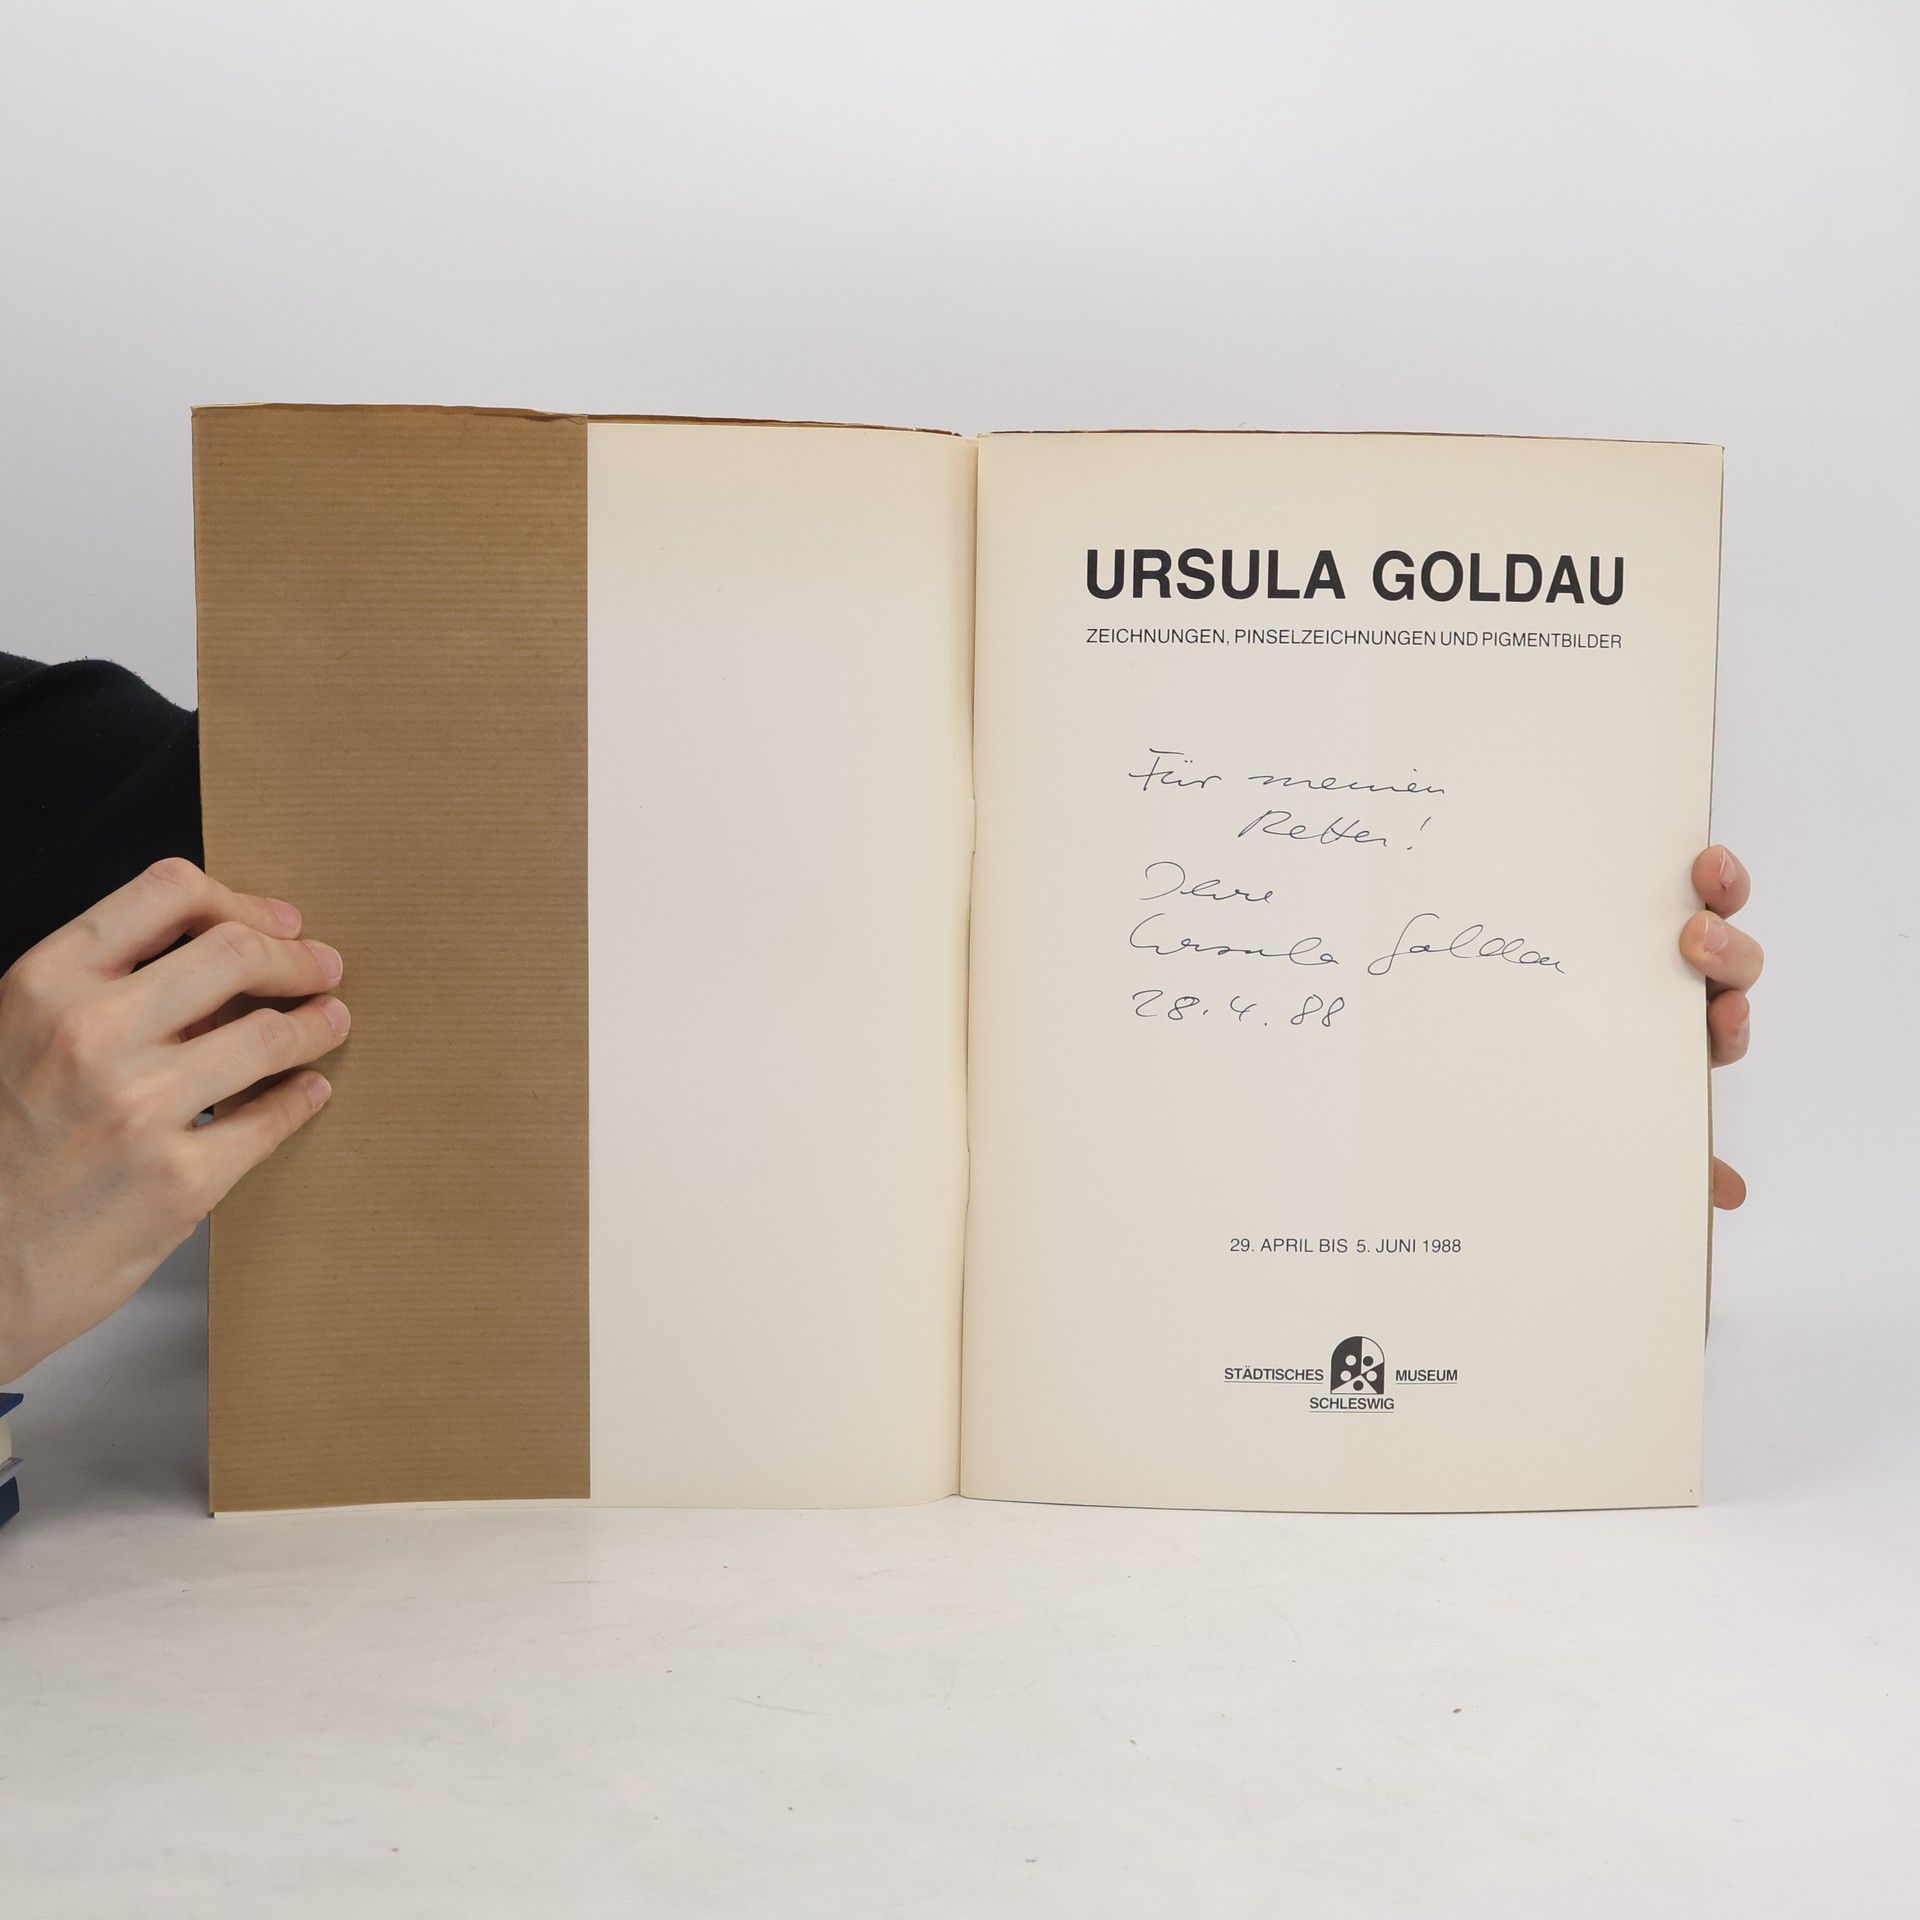 URSULA GOLDAU
ZEICHNUNGEN, PINSELZEICHNUNGEN UND PIGMENTBILDER
Für meinen
Retter!
Ihre
Ursula Goldau
28.4.88
29. APRIL BIS 5. JUNI 1988
STÄDTISCHES MUSEUM
SCHLESWIG